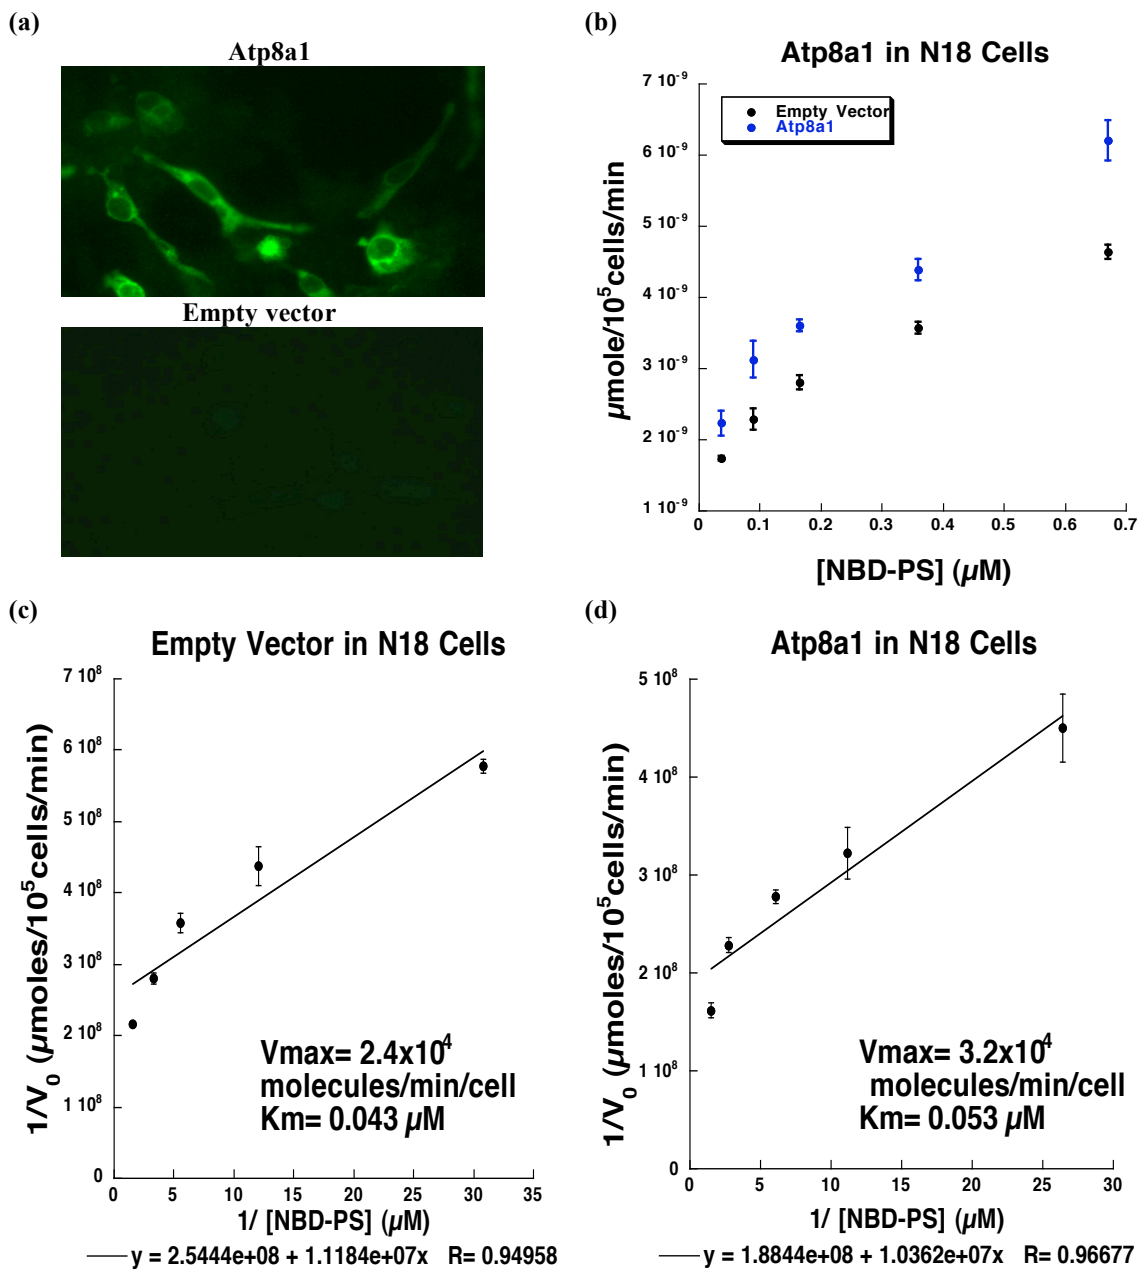 (a)
Atp8a1
Empty vector
(b)
Atp8a1 in N18 Cells
7 10⁻⁹
6 10⁻⁹
5 10⁻⁹
4 10⁻⁹
3 10⁻⁹
2 10⁻⁹
1 10⁻⁹
µmole/10⁵cells/min
Empty Vector
Atp8a1
0 0.1 0.2 0.3 0.4 0.5 0.6 0.7
[NBD-PS] (µM)
(c)
Empty Vector in N18 Cells
7 10⁸
6 10⁸
5 10⁸
4 10⁸
3 10⁸
2 10⁸
1 10⁸
0
1/V₀ (µmoles/10⁵cells/min)
Vmax= 2.4x10⁴
molecules/min/cell
Km= 0.043 µM
0 5 10 15 20 25 30 35
1/ [NBD-PS] (µM)
y = 2.5444e+08 + 1.1184e+07x R= 0.94958
(d)
Atp8a1 in N18 Cells
5 10⁸
4 10⁸
3 10⁸
2 10⁸
1 10⁸
0
1/V₀ (µmoles/10⁵cells/min)
Vmax= 3.2x10⁴
molecules/min/cell
Km= 0.053 µM
0 5 10 15 20 25 30
1/ [NBD-PS] (µM)
y = 1.8844e+08 + 1.0362e+07x R= 0.96677